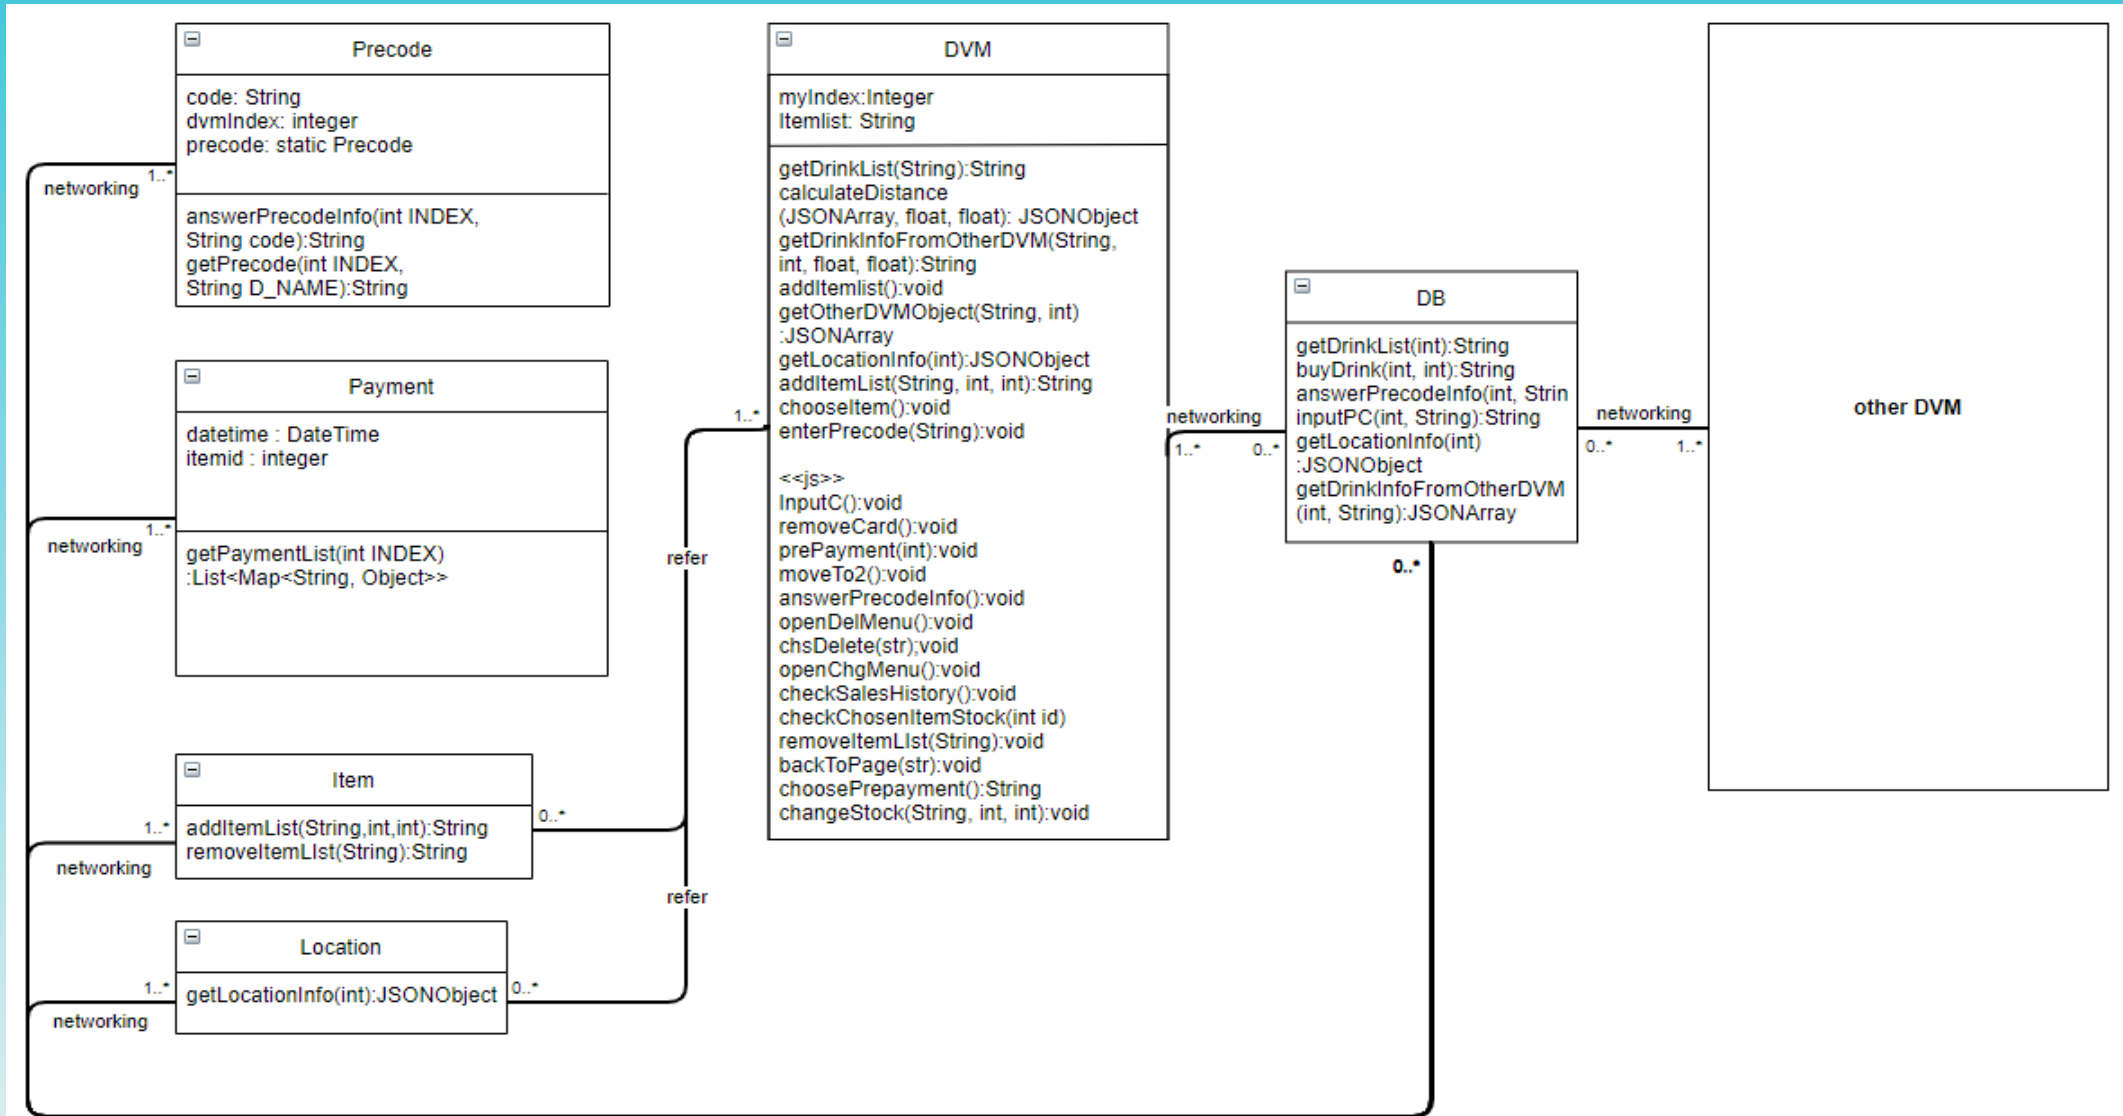 Precode
code: String
dvmIndex: integer
precode: static Precode
answerPrecodeInfo(int INDEX,
String code):String
getPrecode(int INDEX,
String D_NAME):String
1..*
networking
Payment
datetime : DateTime
itemid : integer
getPaymentList(int INDEX)
:List<Map<String, Object>>
1..*
networking
Item
addItemList(String,int,int):String
removeItemLIst(String):String
1..*
networking
0..*
Location
getLocationInfo(int):JSONObject
1..*
networking
0..*
refer
refer
1..*
DVM
myIndex:Integer
Itemlist: String
getDrinkList(String):String
calculateDistance
(JSONArray, float, float): JSONObject
getDrinkInfoFromOtherDVM(String,
int, float, float):String
addItemlist():void
getOtherDVMObject(String, int)
:JSONArray
getLocationInfo(int):JSONObject
addItemList(String, int, int):String
chooseItem():void
enterPrecode(String):void
<<js>>
InputC():void
removeCard():void
prePayment(int):void
moveTo2():void
answerPrecodeInfo():void
openDelMenu():void
chsDelete(str);void
openChgMenu():void
checkSalesHistory():void
checkChosenItemStock(int id)
removeItemLIst(String):void
backToPage(str):void
choosePrepayment():String
changeStock(String, int, int):void
networking
1..*
0..*
DB
getDrinkList(int):String
buyDrink(int, int):String
answerPrecodeInfo(int, Strin
inputPC(int, String):String
getLocationInfo(int)
:JSONObject
getDrinkInfoFromOtherDVM
(int, String):JSONArray
0..*
networking
0..*
1..*
other DVM